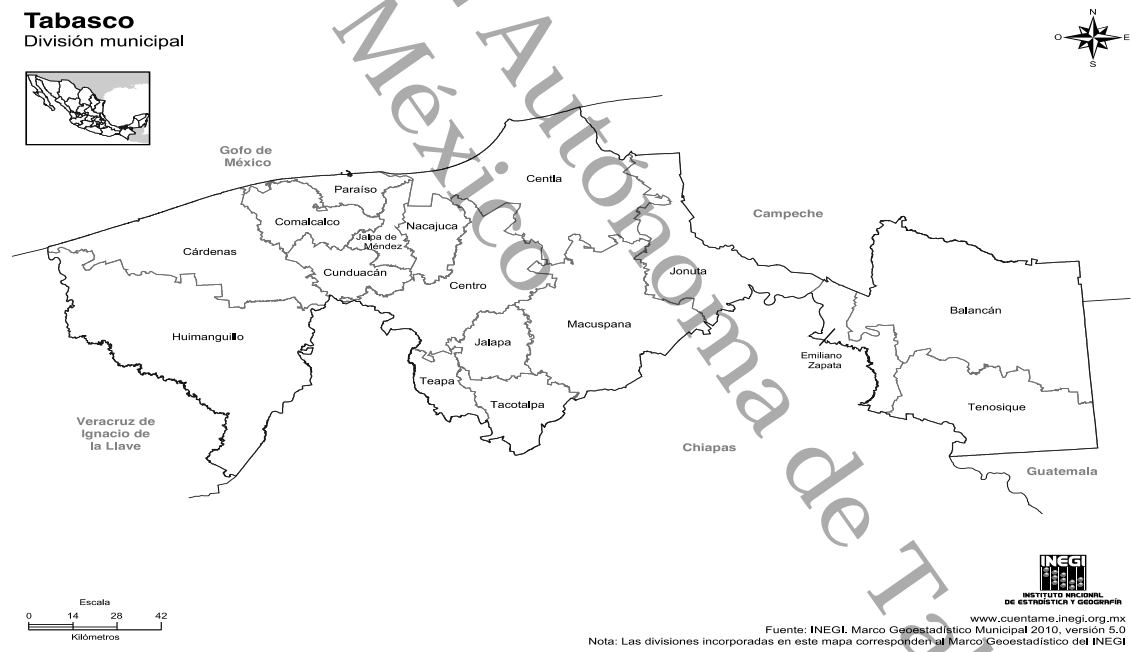 Tabasco
División municipal
N
O
E
S
Gofo de
México
Paraíso
Centla
Comalcalco
Nacajuca
Jalpa de
Méndez
Cárdenas
Cunduacán
Centro
Jonuta
Campeche
Huimanguillo
Macuspana
Balancán
Jalapa
Emiliano
Zapata
Teapa
Tacotalpa
Tenosique
Veracruz de
Ignacio de
la Llave
Chiapas
Guatemala
Autónoma de Ta
México
Escala
0 14 28 42
Kilómetros
INEGI
INSTITUTO NACIONAL
DE ESTADÍSTICA Y GEOGRAFÍA
www.cuentame.inegi.org.mx
Fuente: INEGI. Marco Geoestadístico Municipal 2010, versión 5.0
Nota: Las divisiones incorporadas en este mapa corresponden al Marco Geoestadístico del INEGI